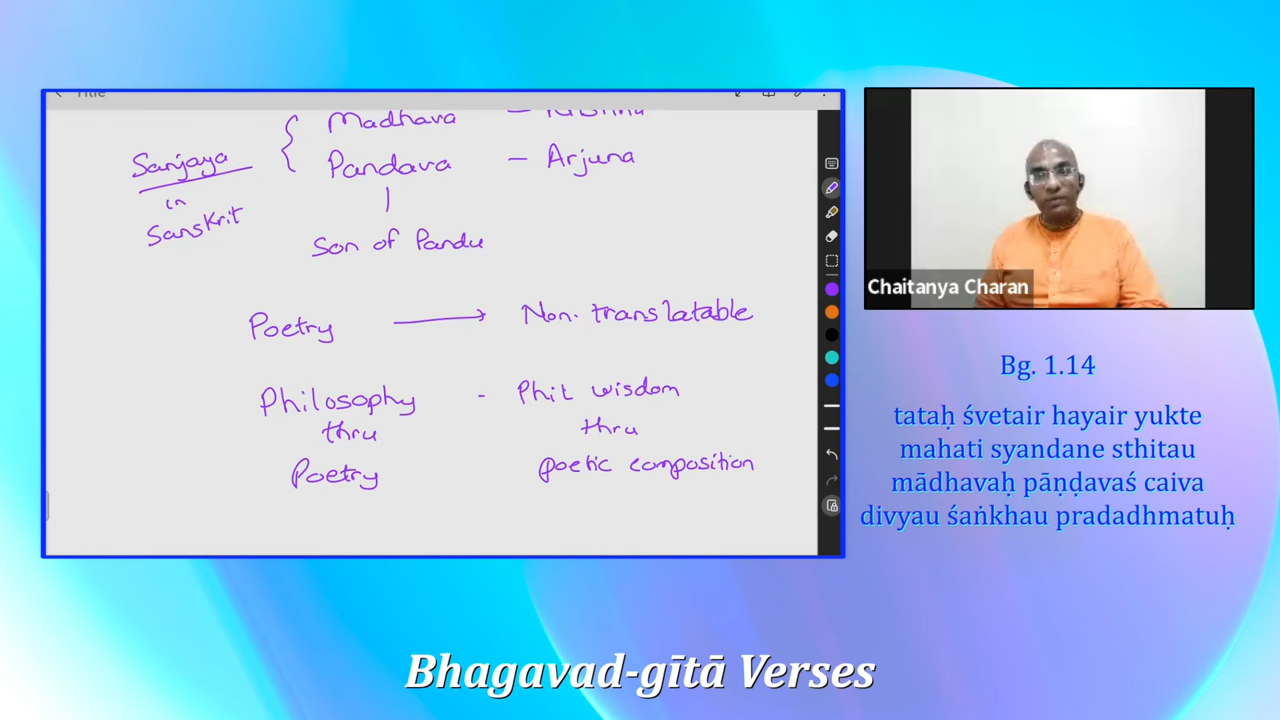 Title
Madhava – Krishna
Sanjaya { Pandava – Arjuna
in
Sanskrit
Son of Pandu
Poetry → Non. translatable
Philosophy - Phil wisdom
thru thru
Poetry poetic composition
Chaitanya Charan
Bg. 1.14
tataḥ śvetair hayair yukte
mahati syandane sthitau
mādhavaḥ pāṇḍavaś caiva
divyau śaṅkhau pradadhmatuḥ
Bhagavad-gītā Verses